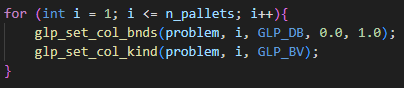 for (int i = 1; i <= n_pallets; i++){
    glp_set_col_bnds(problem, i, GLP_DB, 0.0, 1.0);
    glp_set_col_kind(problem, i, GLP_BV);
}